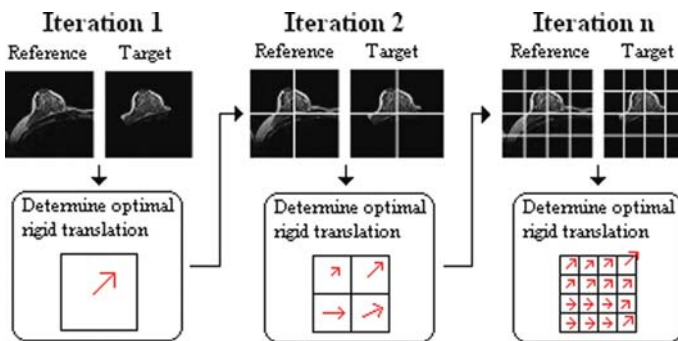 Iteration 1
Reference Target
Determine optimal
rigid translation
Iteration 2
Reference Target
Determine optimal
rigid translation
Iteration n
Reference Target
Determine optimal
rigid translation